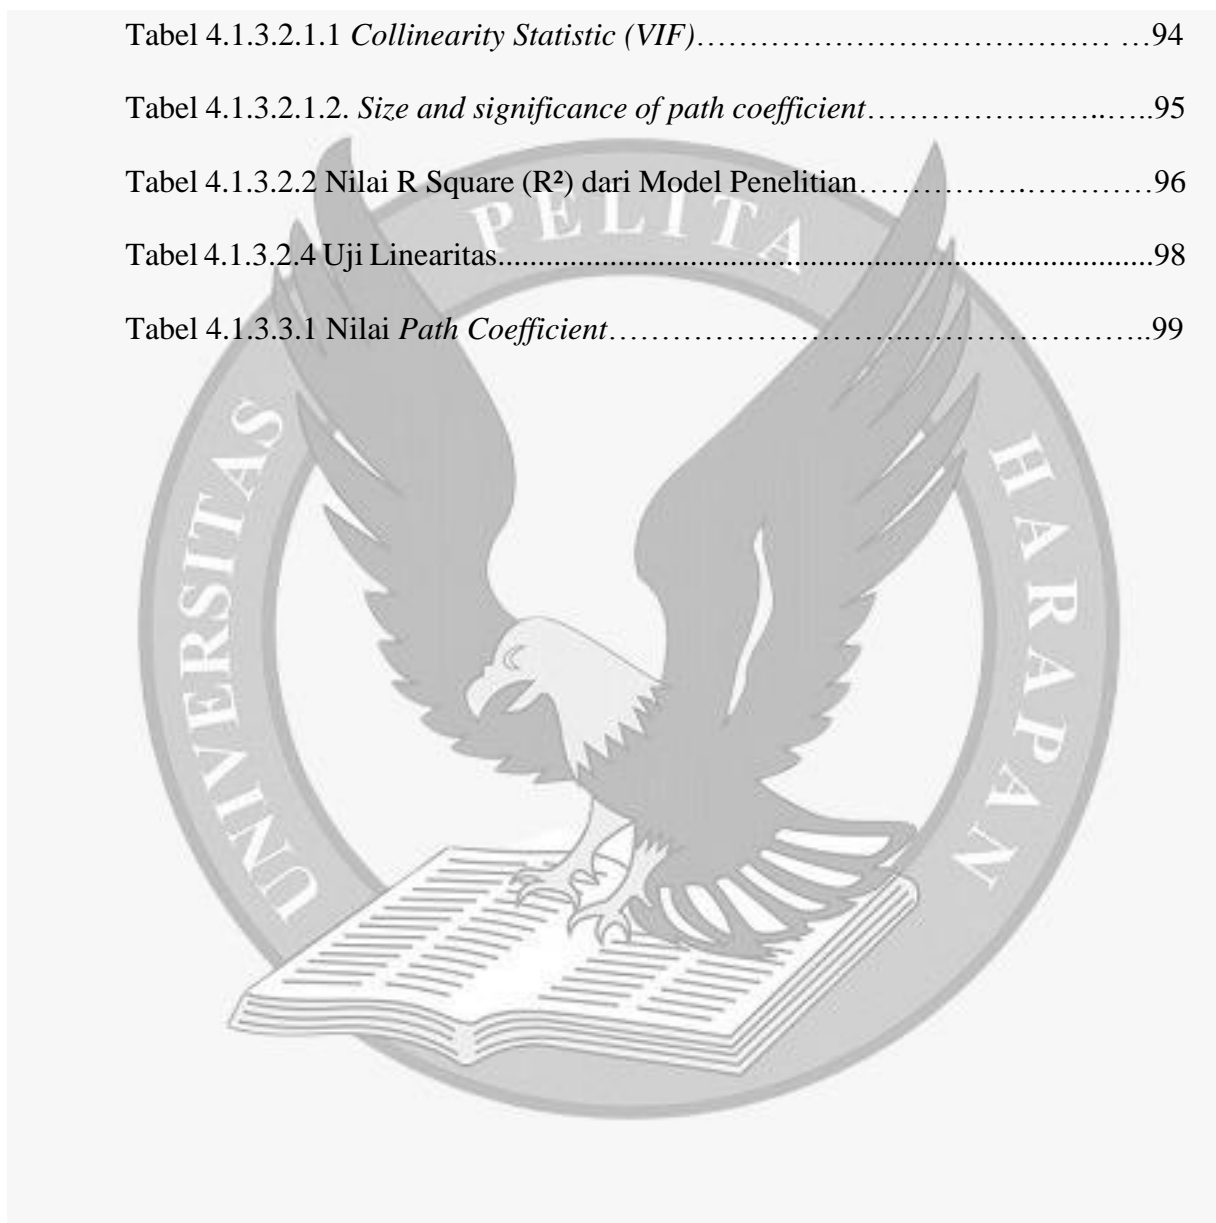 Tabel 4.1.3.2.1.1 Collinearity Statistic (VIF)………………………………… …94
Tabel 4.1.3.2.1.2. Size and significance of path coefficient…………………..…..95
Tabel 4.1.3.2.2 Nilai R Square (R²) dari Model Penelitian…………….…………96
Tabel 4.1.3.2.4 Uji Linearitas.....................................................................................98
Tabel 4.1.3.3.1 Nilai Path Coefficient……………………….…………………..99
UNIVERSITAS PELITA HARAPAN